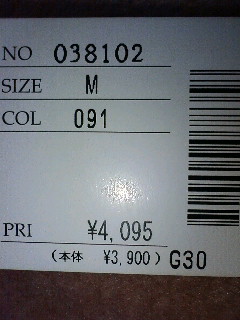 NO 038102
SIZE M
COL 091
PRI ¥4,095
(本体 ¥3,900) G30